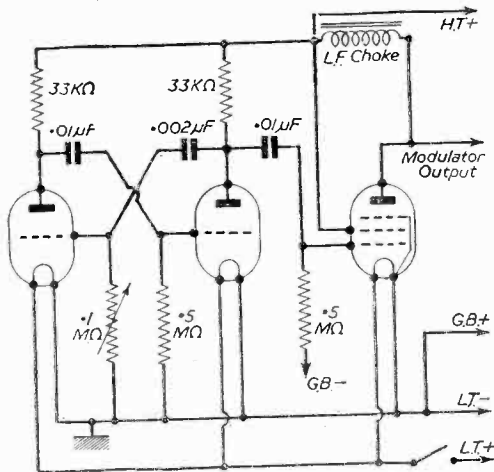 H.T.+
L.F. Choke
33KΩ
33KΩ
·01µF
·002µF
·01µF
Modulator
Output
·1
MΩ
·5
MΩ
·5
MΩ
G.B.-
G.B.+
L.T.-
L.T.+